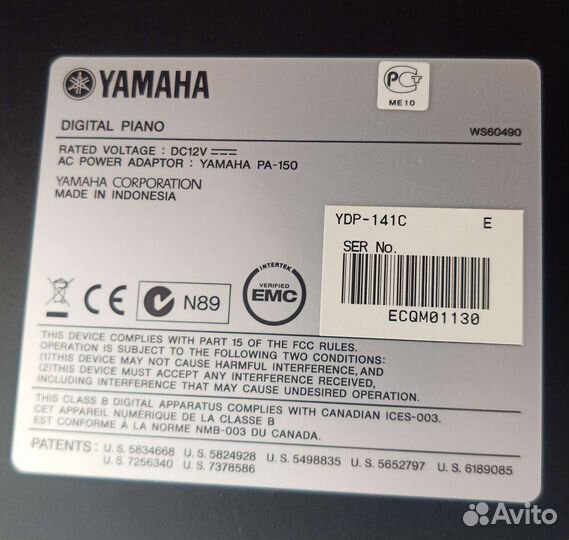 YAMAHA
РСТ
ME10
DIGITAL PIANO
WS60490
RATED VOLTAGE : DC12V
AC POWER ADAPTOR : YAMAHA PA-150
YAMAHA CORPORATION
MADE IN INDONESIA
YDP-141C E
SER No.
ECQM01130
CE
N89
INTERTEK
VERIFIED
EMC
THIS DEVICE COMPLIES WITH PART 15 OF THE FCC RULES.
OPERATION IS SUBJECT TO THE FOLLOWING TWO CONDITIONS:
(1)THIS DEVICE MAY NOT CAUSE HARMFUL INTERFERENCE,AND
(2)THIS DEVICE MUST ACCEPT ANY INTERFERENCE RECEIVED,
INCLUDING INTERFERENCE THAT MAY CAUSE UNDESIRED OPERATION.
THIS CLASS B DIGITAL APPARATUS COMPLIES WITH CANADIAN ICES-003.
CET APPAREIL NUMÉRIQUE DE LA CLASSE B
EST CONFORME À LA NORME NMB-003 DU CANADA.
PATENTS: U. S. 5834668 U. S. 5824928 U. S. 5498835 U. S. 5652797 U. S. 6189085
U. S. 7256340 U. S. 7378586
Avito